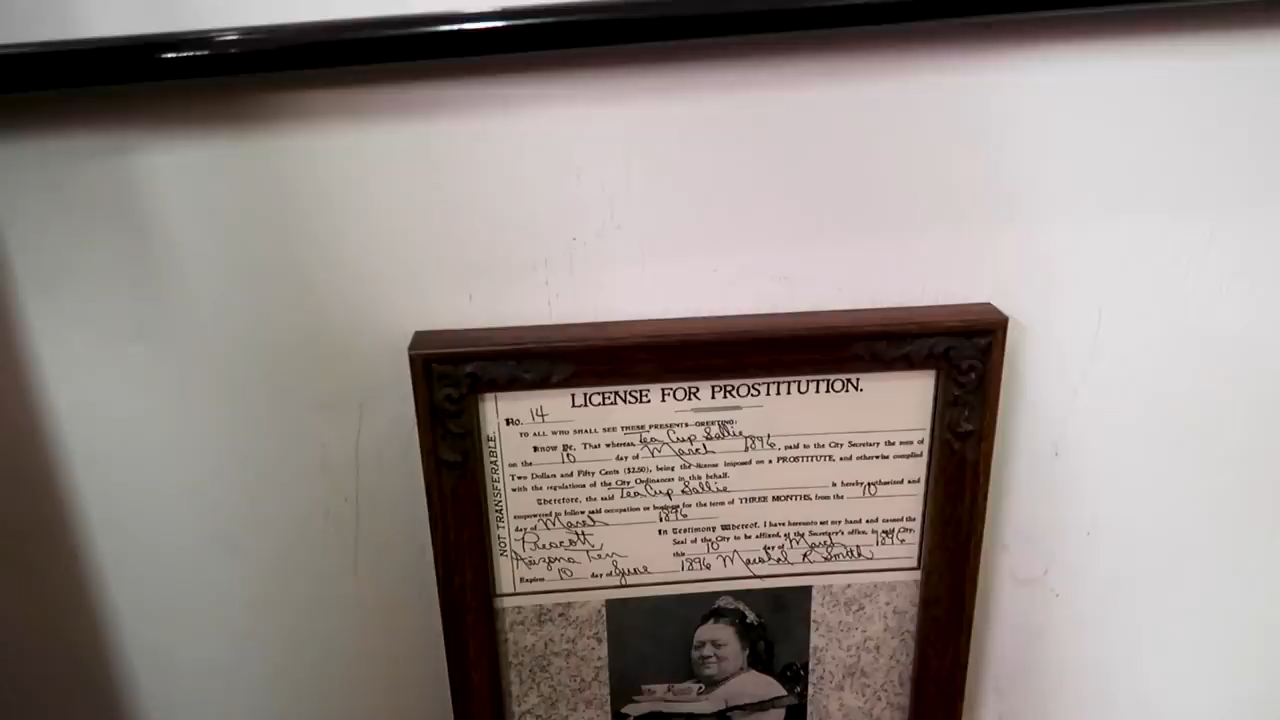 LICENSE FOR PROSTITUTION.
No. 14
TO ALL WHO SHALL SEE THESE PRESENTS—GREETING:
Know Ye, That whereas Tea Cup Sallie
on the 10 day of March 1896, paid to the City Secretary the sum of
Two Dollars and Fifty Cents ($2.50), being the license imposed on a PROSTITUTE, and otherwise complied
with the regulations of the City Ordinances in this behalf.
Therefore, the said Tea Cup Sallie is hereby authorized and
empowered to follow said occupation or business for the term of THREE MONTHS, from the 10
day of March 1896
In Testimony Whereof, I have hereunto set my hand and caused the
Seal of the City to be affixed, at the Secretary's office, in said City,
this 10 day of March 1896
Prescott,
Arizona Terr
Expires 10 day of June 1896 Marshal R Smith
NOT TRANSFERABLE.